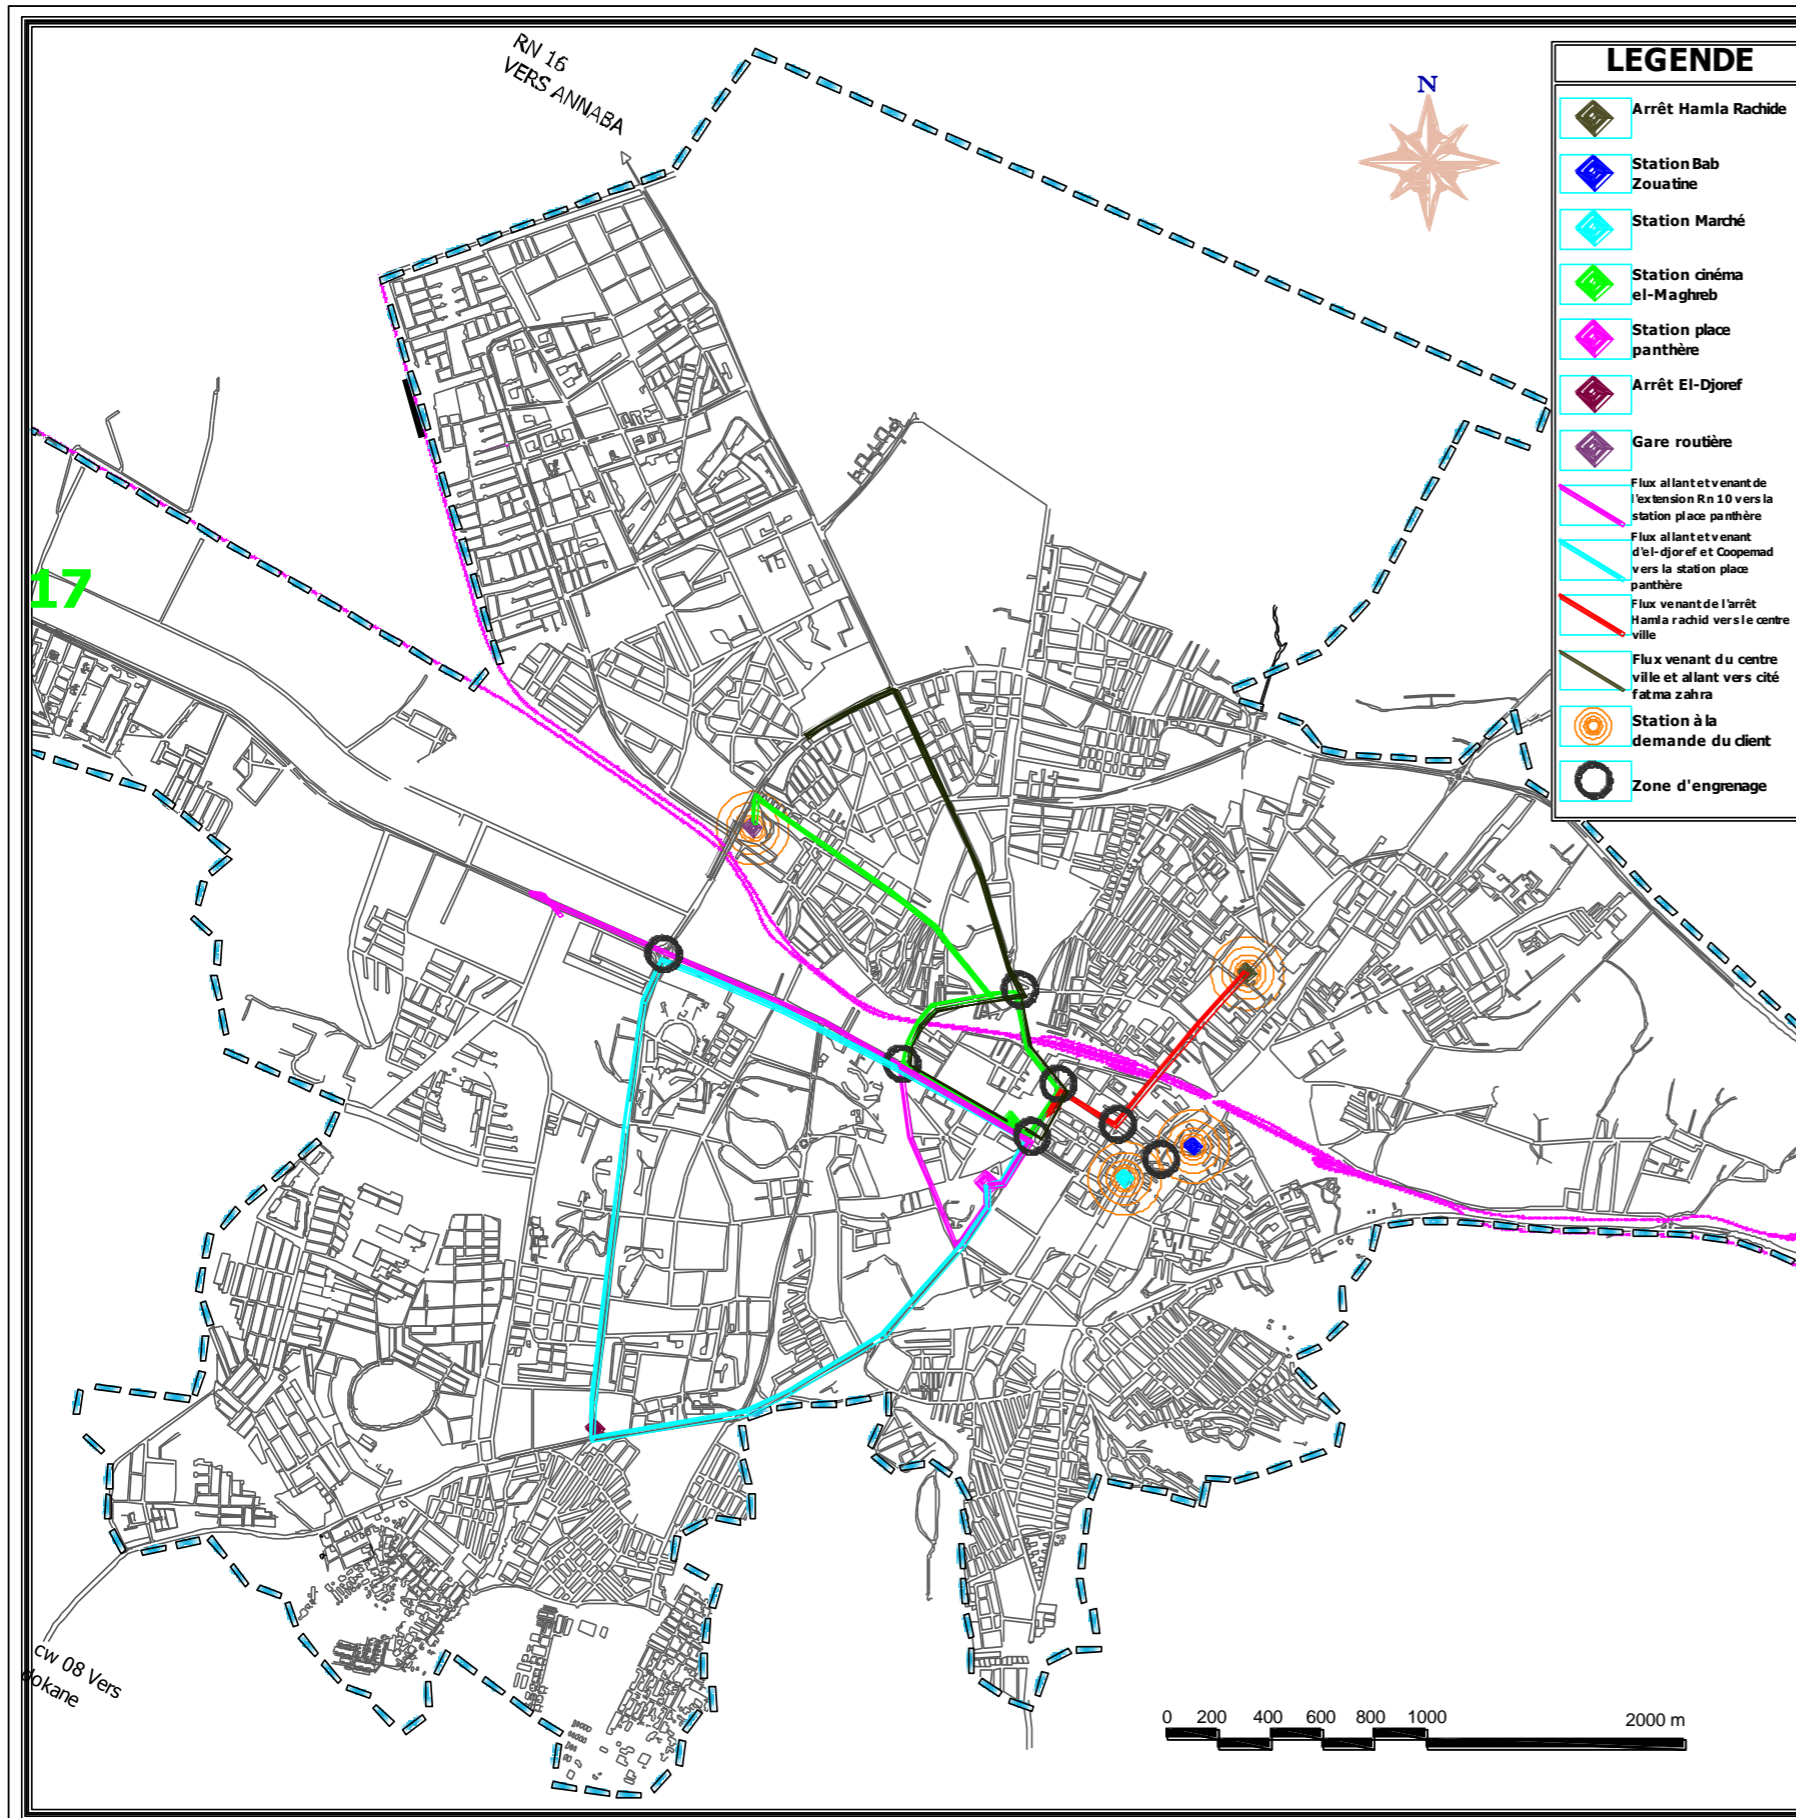 RN 16
VERS ANNABA
N
17
cw 08 Vers
dokane
LEGENDE
Arrêt Hamla Rachide
Station Bab
Zouatine
Station Marché
Station cinéma
el-Maghreb
Station place
panthère
Arrêt El-Djoref
Gare routière
Flux allant et venant de
l'extension Rn 10 vers la
station place panthère
Flux allant et venant
d'el-djoref et Coopemad
vers la station place
panthère
Flux venant de l'arrêt
Hamla rachid vers le centre
ville
Flux venant du centre
ville et allant vers cité
fatma zahra
Station à la
demande du client
Zone d'engrenage
0 200 400 600 800 1000 2000 m